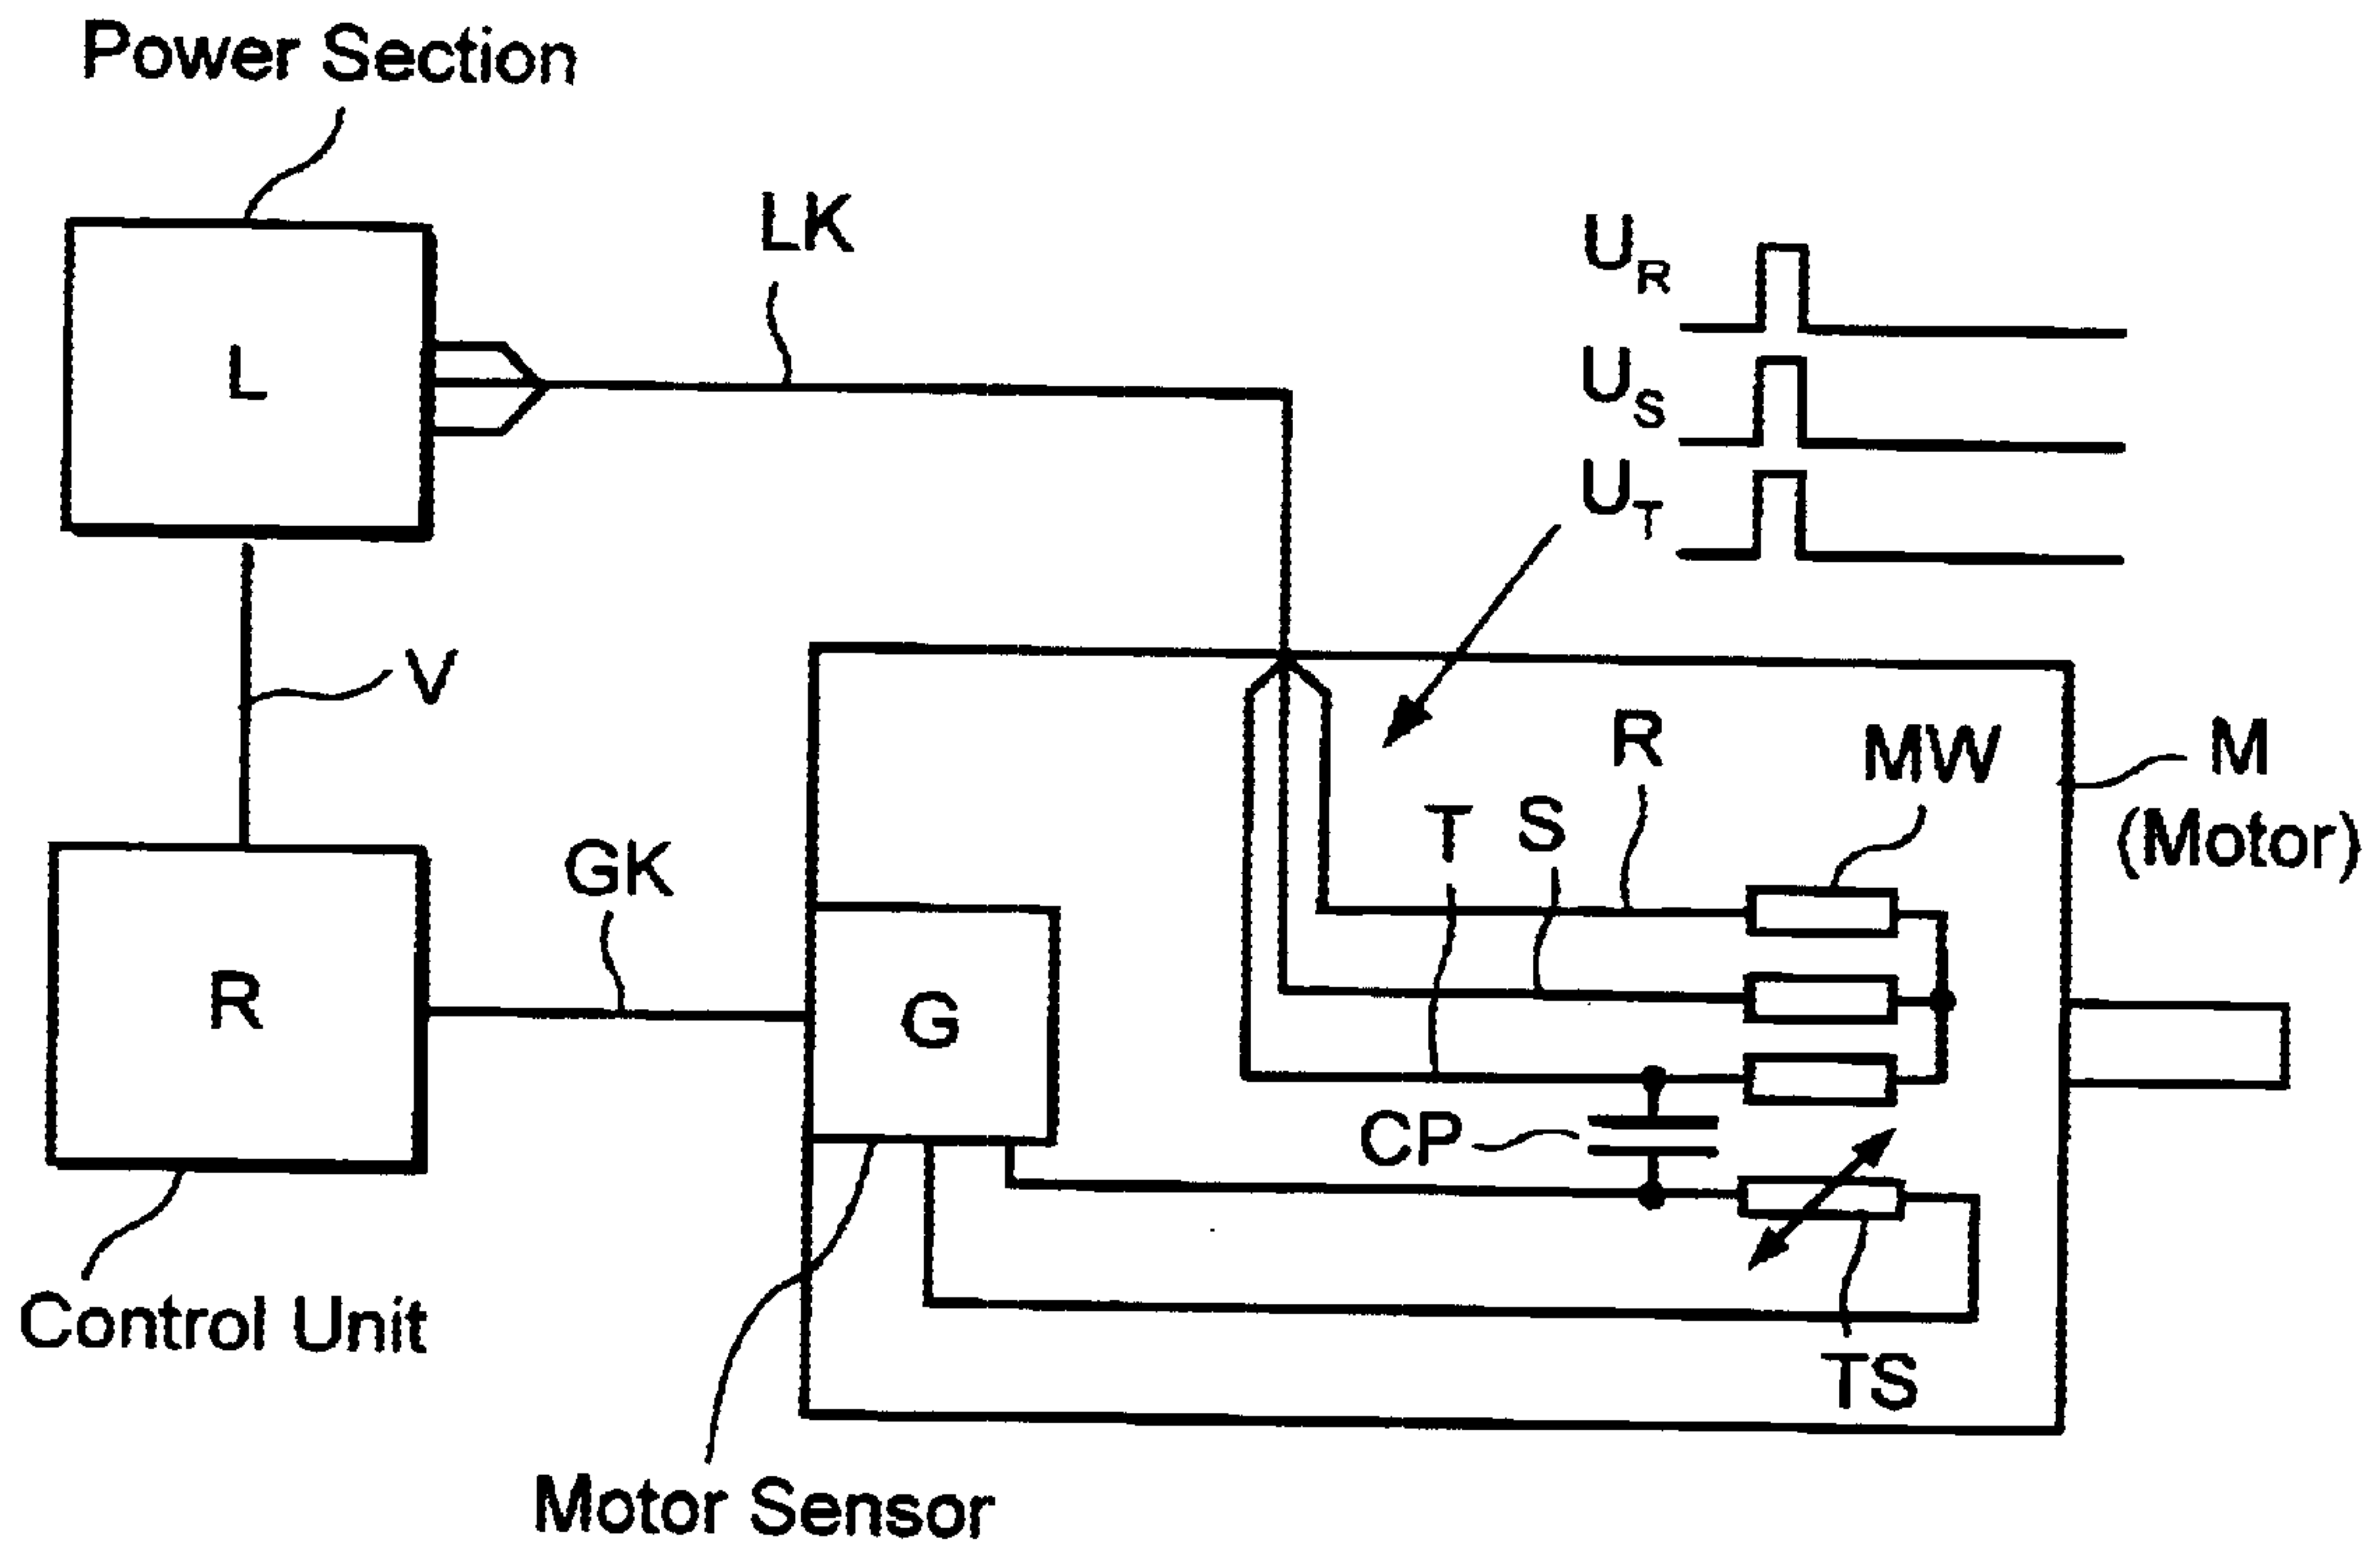 Power Section
LK
L
U_R
U_S
U_T
V
R
MW
M
(Motor)
T
S
GK
R
G
CP
Control Unit
TS
Motor Sensor